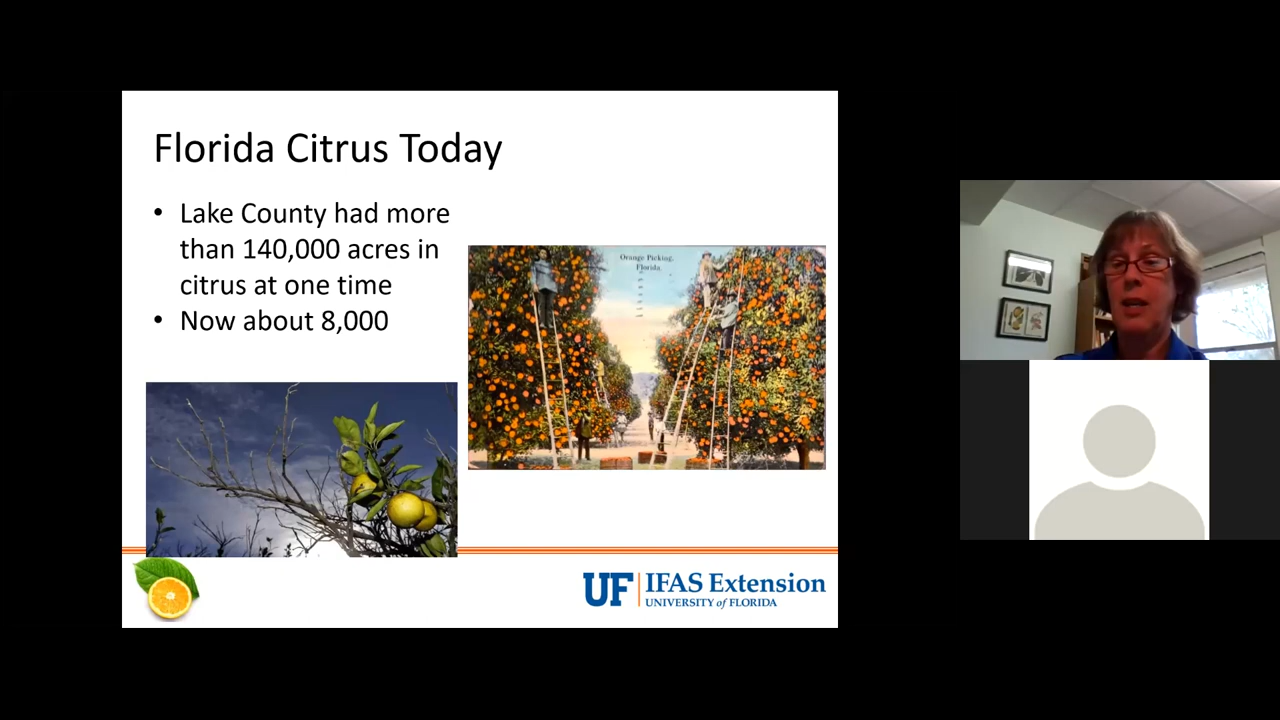 Florida Citrus Today
• Lake County had more
than 140,000 acres in
citrus at one time
• Now about 8,000
Orange Picking,
Florida.
UF IFAS Extension
UNIVERSITY of FLORIDA